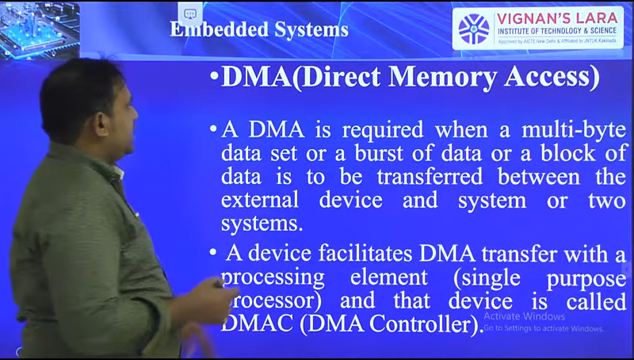 Embedded Systems
VIGNAN'S LARA
INSTITUTE OF TECHNOLOGY & SCIENCE
Approved by AICTE New Delhi & Affiliated to JNTUK Kakinada
•DMA(Direct Memory Access)
• A DMA is required when a multi-byte
data set or a burst of data or a block of
data is to be transferred between the
external device and system or two
systems.
• A device facilitates DMA transfer with a
processing element (single purpose
processor) and that device is called
DMAC (DMA Controller).
Activate Windows
Go to Settings to activate Windows.